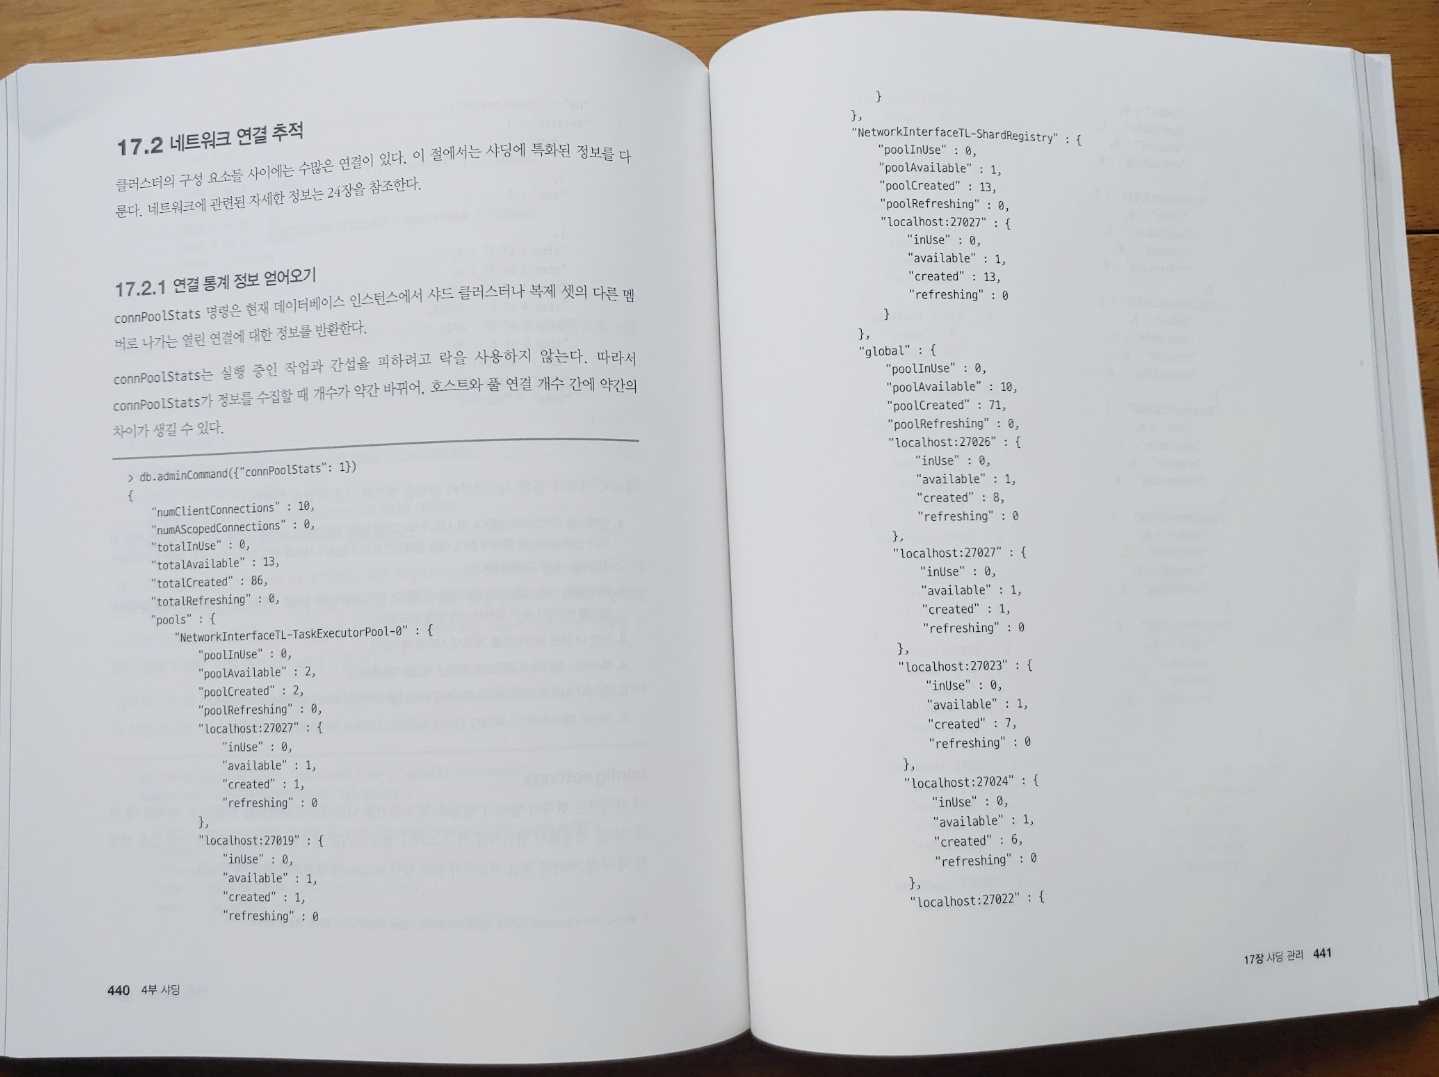 17.2 네트워크 연결 추적
클러스터의 구성 요소들 사이에는 수많은 연결이 있다. 이 절에서는 샤딩에 특화된 정보를 다
룬다. 네트워크에 관련된 자세한 정보는 24장을 참조한다.
17.2.1 연결 통계 정보 얻어오기
connPoolStats 명령은 현재 데이터베이스 인스턴스에서 샤드 클러스터나 복제 셋의 다른 멤
버로 나가는 열린 연결에 대한 정보를 반환한다.
connPoolStats는 실행 중인 작업과 간섭을 피하려고 락을 사용하지 않는다. 따라서
connPoolStats가 정보를 수집할 때 개수가 약간 바뀌어, 호스트와 풀 연결 개수 간에 약간의
차이가 생길 수 있다.
> db.adminCommand({"connPoolStats": 1})
{
"numClientConnections" : 10,
"numAScopedConnections" : 0,
"totalInUse" : 0,
"totalAvailable" : 13,
"totalCreated" : 86,
"totalRefreshing" : 0,
"pools" : {
"NetworkInterfaceTL-TaskExecutorPool-0" : {
"poolInUse" : 0,
"poolAvailable" : 2,
"poolCreated" : 2,
"poolRefreshing" : 0,
"localhost:27027" : {
"inUse" : 0,
"available" : 1,
"created" : 1,
"refreshing" : 0
},
"localhost:27019" : {
"inUse" : 0,
"available" : 1,
"created" : 1,
"refreshing" : 0
440 4부 샤딩
}
},
"NetworkInterfaceTL-ShardRegistry" : {
"poolInUse" : 0,
"poolAvailable" : 1,
"poolCreated" : 13,
"poolRefreshing" : 0,
"localhost:27027" : {
"inUse" : 0,
"available" : 1,
"created" : 13,
"refreshing" : 0
}
},
"global" : {
"poolInUse" : 0,
"poolAvailable" : 10,
"poolCreated" : 71,
"poolRefreshing" : 0,
"localhost:27026" : {
"inUse" : 0,
"available" : 1,
"created" : 8,
"refreshing" : 0
},
"localhost:27027" : {
"inUse" : 0,
"available" : 1,
"created" : 1,
"refreshing" : 0
},
"localhost:27023" : {
"inUse" : 0,
"available" : 1,
"created" : 7,
"refreshing" : 0
},
"localhost:27024" : {
"inUse" : 0,
"available" : 1,
"created" : 6,
"refreshing" : 0
},
"localhost:27022" : {
17장 샤딩 관리 441